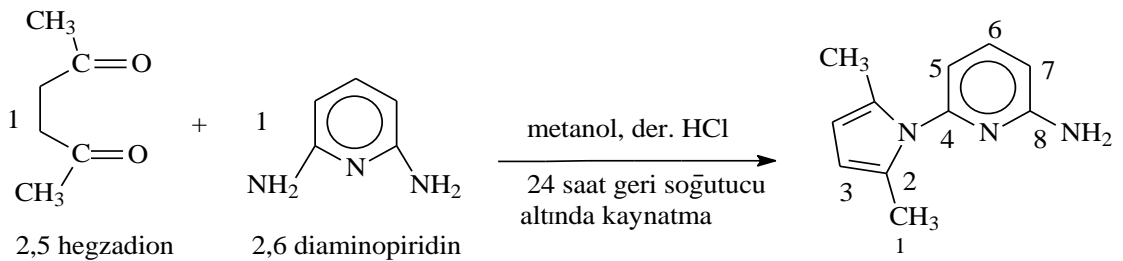 CH3
C=O
1
C=O
CH3
2,5 hegzadion
+
1
N
NH2
NH2
2,6 diaminopiridin
metanol, der. HCl
24 saat geri soğutucu
altında kaynatma
CH3
6
5
7
N
4
N
8
NH2
3
2
CH3
1